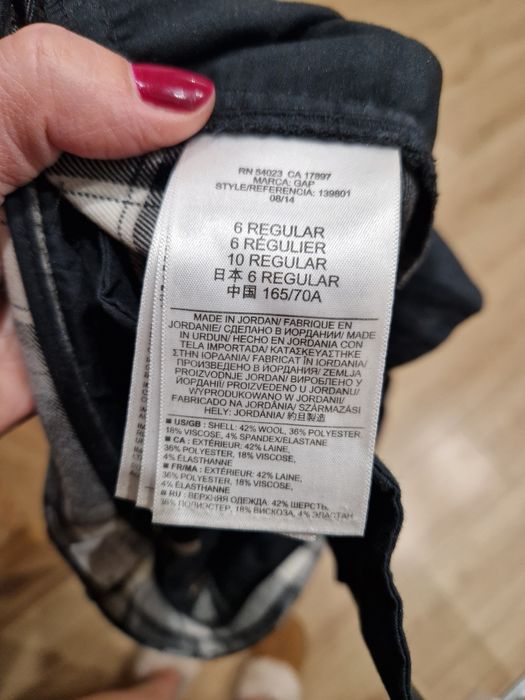 RN 54023 CA 17897
MARCA: GAP
STYLE/REFERENCIA: 139801
08/14
6 REGULAR
6 RÉGULIER
10 REGULAR
日本 6 REGULAR
中国 165/70A
MADE IN JORDAN/ FABRIQUE EN
JORDANIE/ СДЕЛАНО В ИОРДАНИИ/ MADE
IN URDUN/ HECHO EN JORDANIA CON
TELA IMPORTADA/ ΚΑΤΑΣΚΕΥΑΣΤΗΚΕ
ΣΤΗΝ ΙΟΡΔΑΝΙΑ/ FABBRICAT IN IORDANIA/
ПРОИЗВЕДЕНО В ИОРДАНИЯ/ ZEMLJA
PROIZVODNJE JORDAN/ ВИРОБЛЕНО У
ИОРДАНІЇ/ PROIZVEDENO U JORDANU/
WYPRODUKOWANO W JORDANII/
FABRICADO NA JORDÂNIA/ SZÁRMAZÁSI
HELY: JORDÁNIA/ 約旦製造
■ US/GB : SHELL: 42% WOOL, 36% POLYESTER,
18% VISCOSE, 4% SPANDEX/ELASTANE
■ CA : EXTÉRIEUR: 42% LAINE,
36% POLYESTER, 18% VISCOSE,
4% ÉLASTHANNE
■ FR/MA : EXTÉRIEUR: 42% LAINE,
36% POLYESTER, 18% VISCOSE,
4% ÉLASTHANNE
■ RU : ВЕРХНЯЯ ОДЕЖДА: 42% ШЕРСТЬ,
36% ПОЛИЭСТЕР, 18% ВИСКОЗА, 4% ЭЛАСТАН